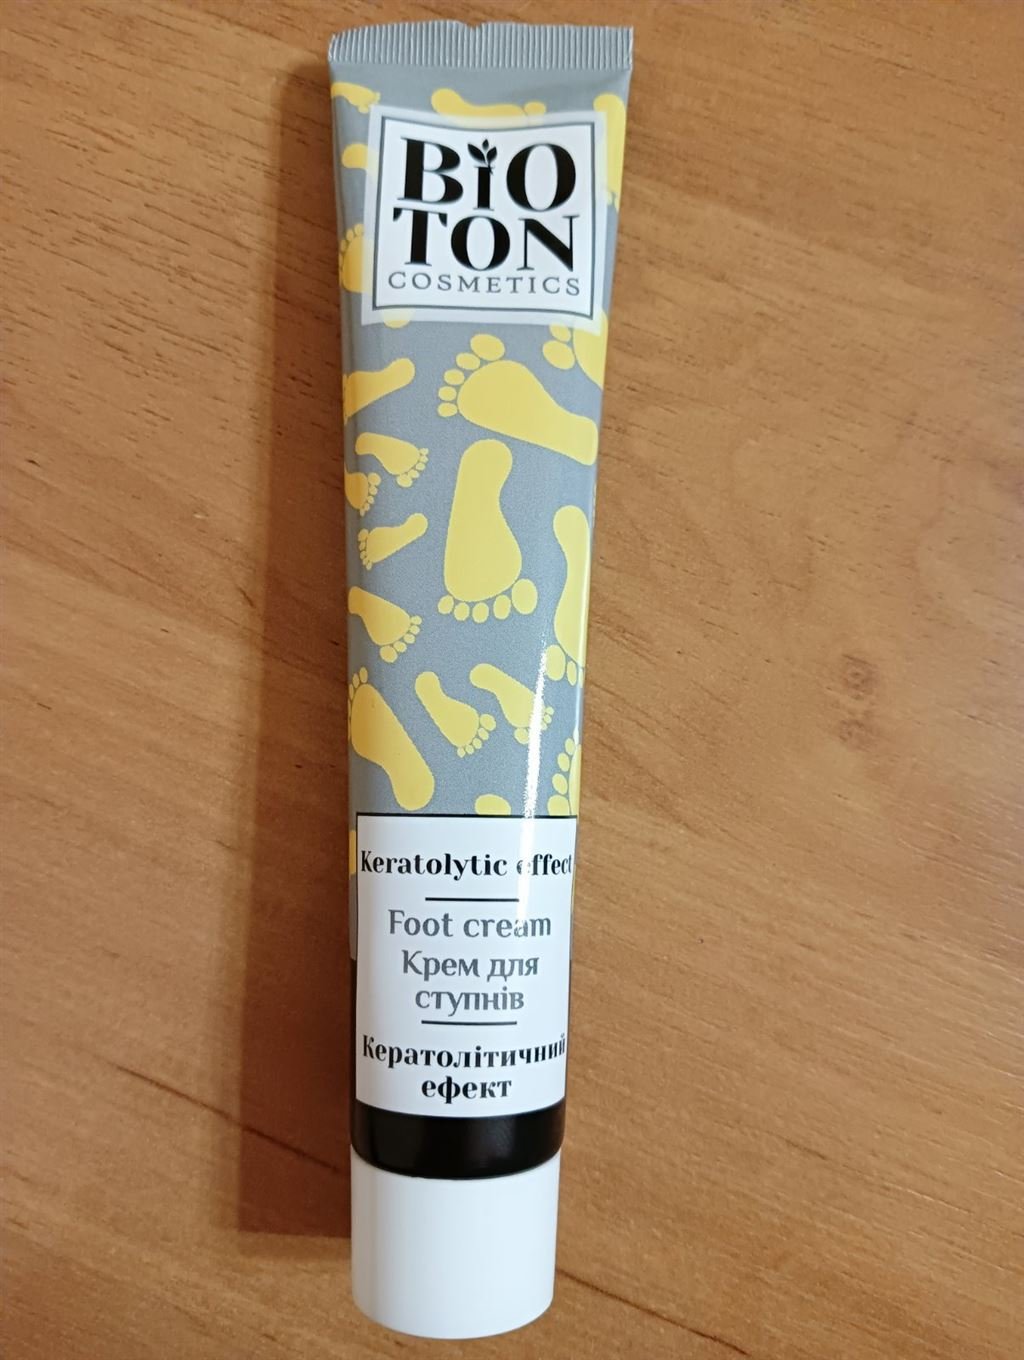 BiO
TON
COSMETICS
Keratolytic effect
Foot cream
Крем для
ступнів
Кератолітичний
ефект